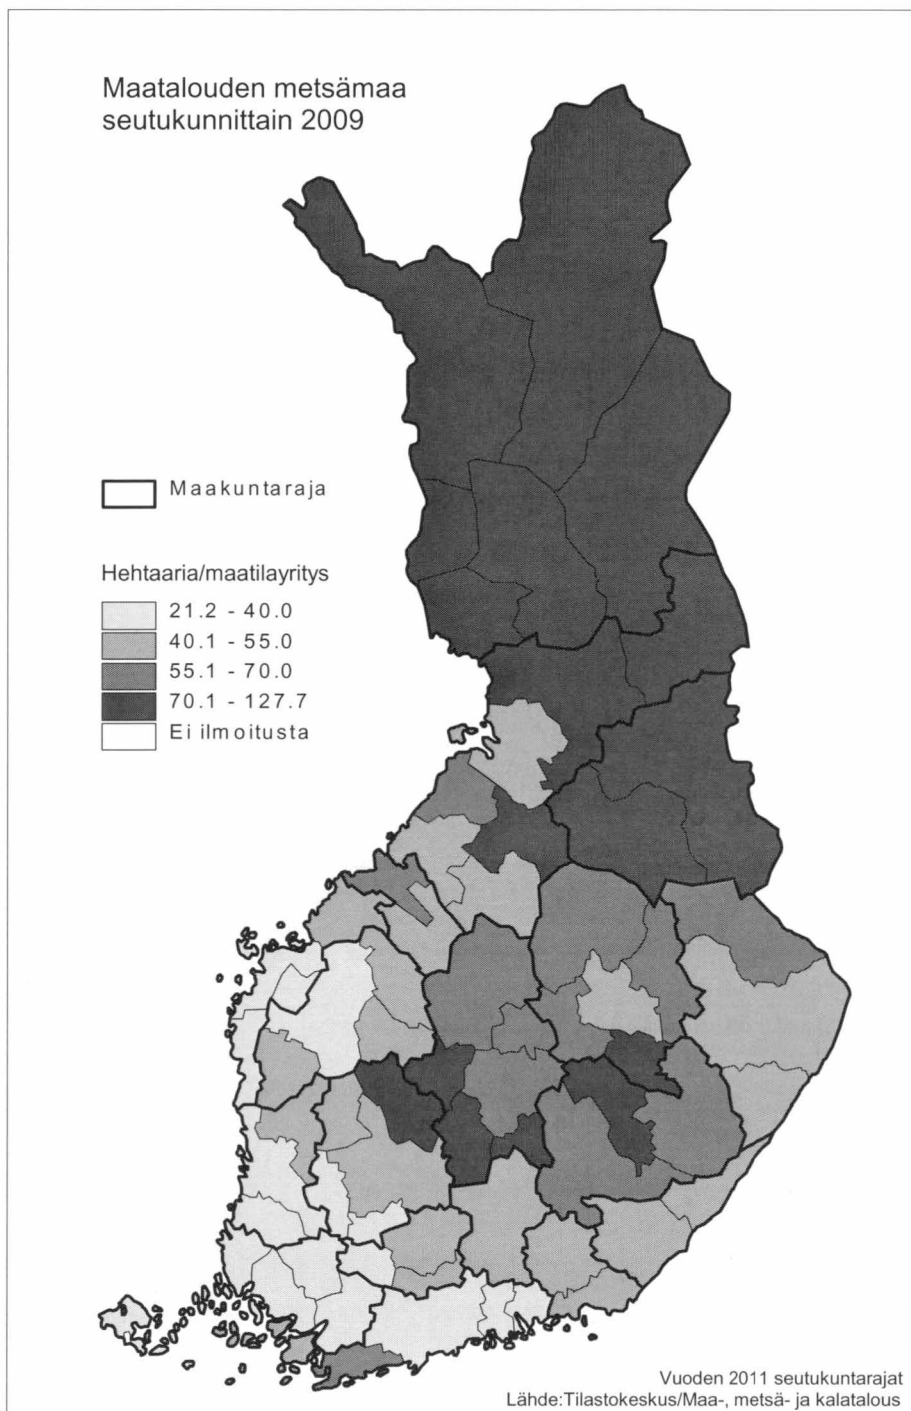 Maatalouden metsämaa
seutukunnittain 2009
Maakuntaraja
Hehtaaria/maatilayritys
21.2 - 40.0
40.1 - 55.0
55.1 - 70.0
70.1 - 127.7
Ei ilmoitusta
Vuoden 2011 seutukuntarajat
Lähde:Tilastokeskus/Maa-, metsä- ja kalatalous